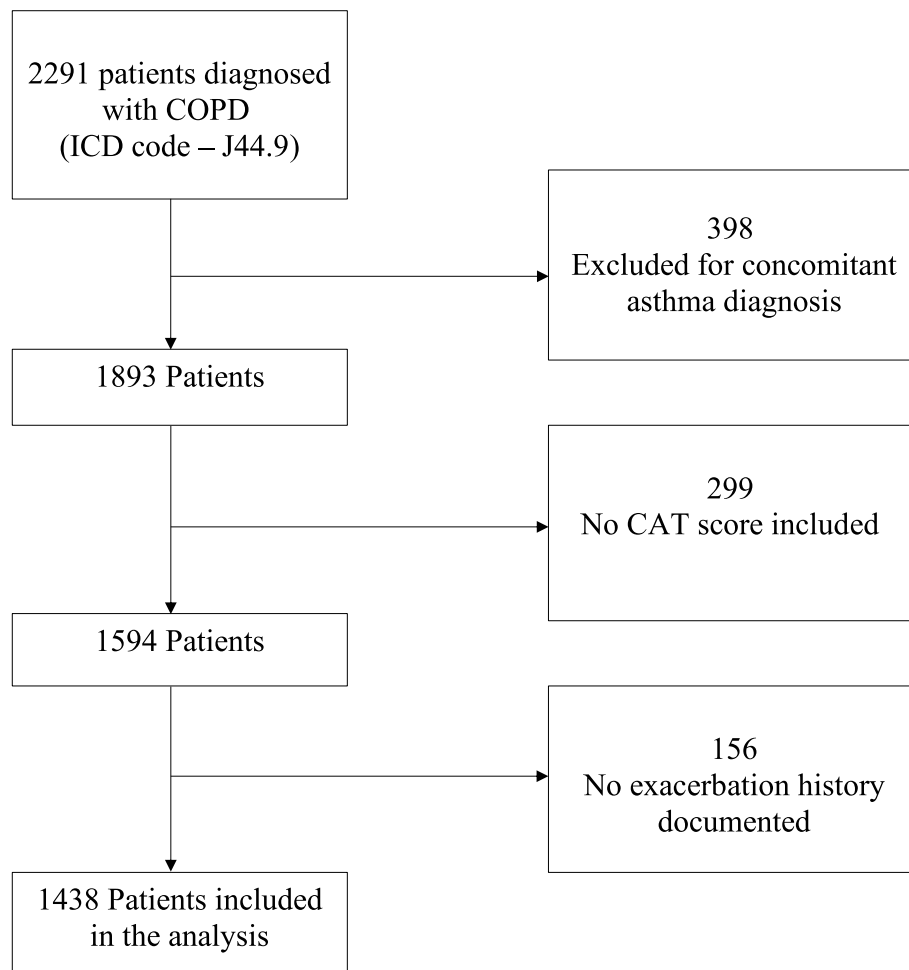 2291 patients diagnosed
with COPD
(ICD code – J44.9)
398
Excluded for concomitant
asthma diagnosis
1893 Patients
299
No CAT score included
1594 Patients
156
No exacerbation history
documented
1438 Patients included
in the analysis